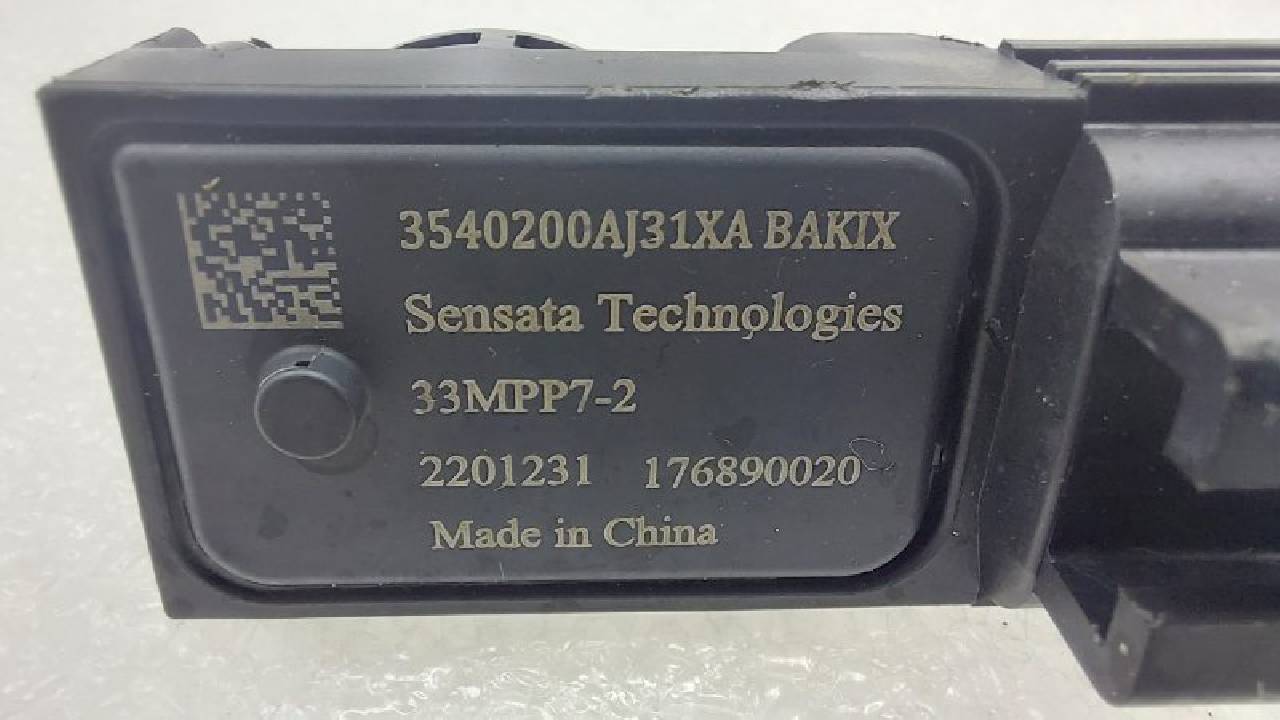 3540200AJ31XA BAKIX
Sensata Technologies
33MPP7-2
2201231 176890020
Made in China